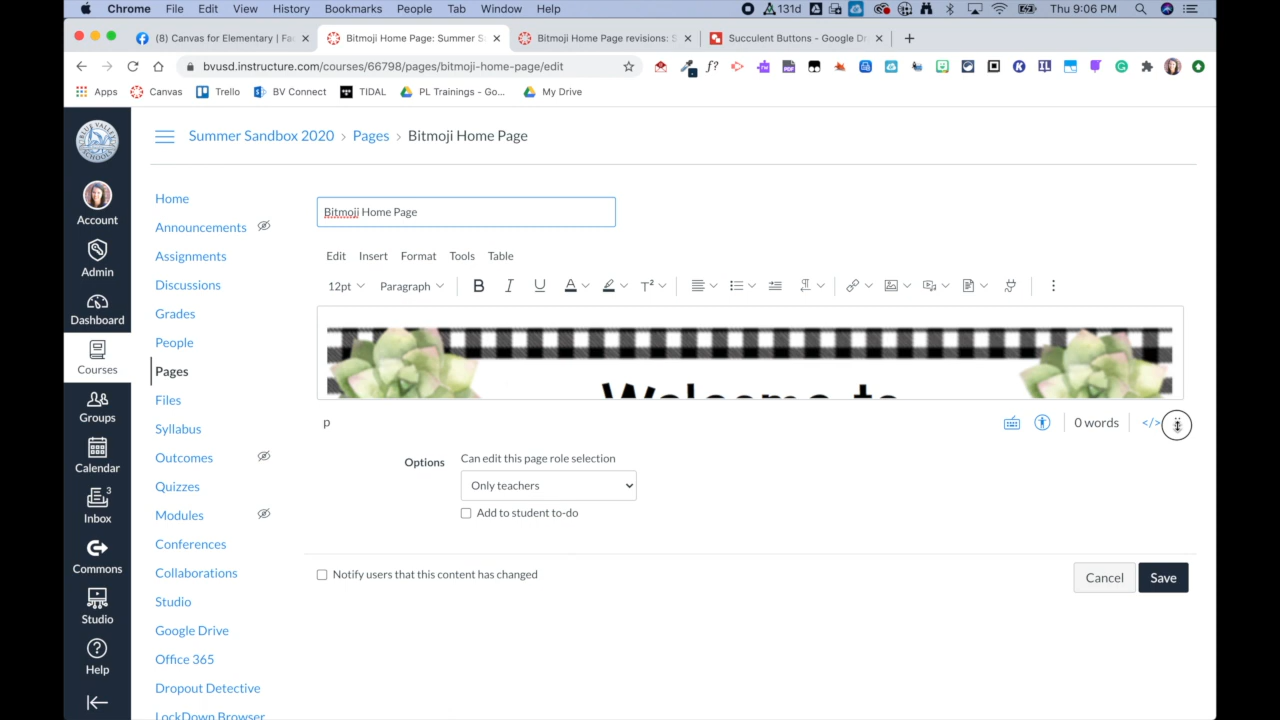 Chrome File Edit View History Bookmarks People Tab Window Help 131d Thu 9:06 PM
(8) Canvas for Elementary | Fa Bitmoji Home Page: Summer S Bitmoji Home Page revisions: S Succulent Buttons - Google Dr
bvusd.instructure.com/courses/66798/pages/bitmoji-home-page/edit
Apps Canvas Trello BV Connect TIDAL PL Trainings - Go... My Drive
Summer Sandbox 2020 > Pages > Bitmoji Home Page
Account
Admin
Dashboard
Courses
Groups
Calendar
3
Inbox
Commons
Studio
Help
Home
Announcements
Assignments
Discussions
Grades
People
Pages
Files
Syllabus
Outcomes
Quizzes
Modules
Conferences
Collaborations
Studio
Google Drive
Office 365
Dropout Detective
LockDown Browser
Bitmoji Home Page
Edit Insert Format Tools Table
12pt Paragraph B I U A T²
Welcome to
p 0 words </>
Options Can edit this page role selection
Only teachers
Add to student to-do
Notify users that this content has changed
Cancel Save